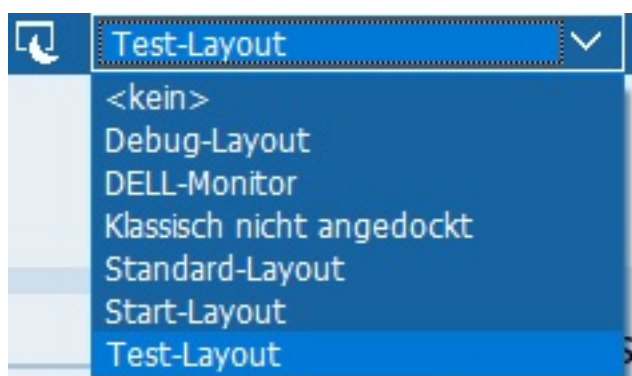 Test-Layout
<kein>
Debug-Layout
DELL-Monitor
Klassisch nicht angedockt
Standard-Layout
Start-Layout
Test-Layout